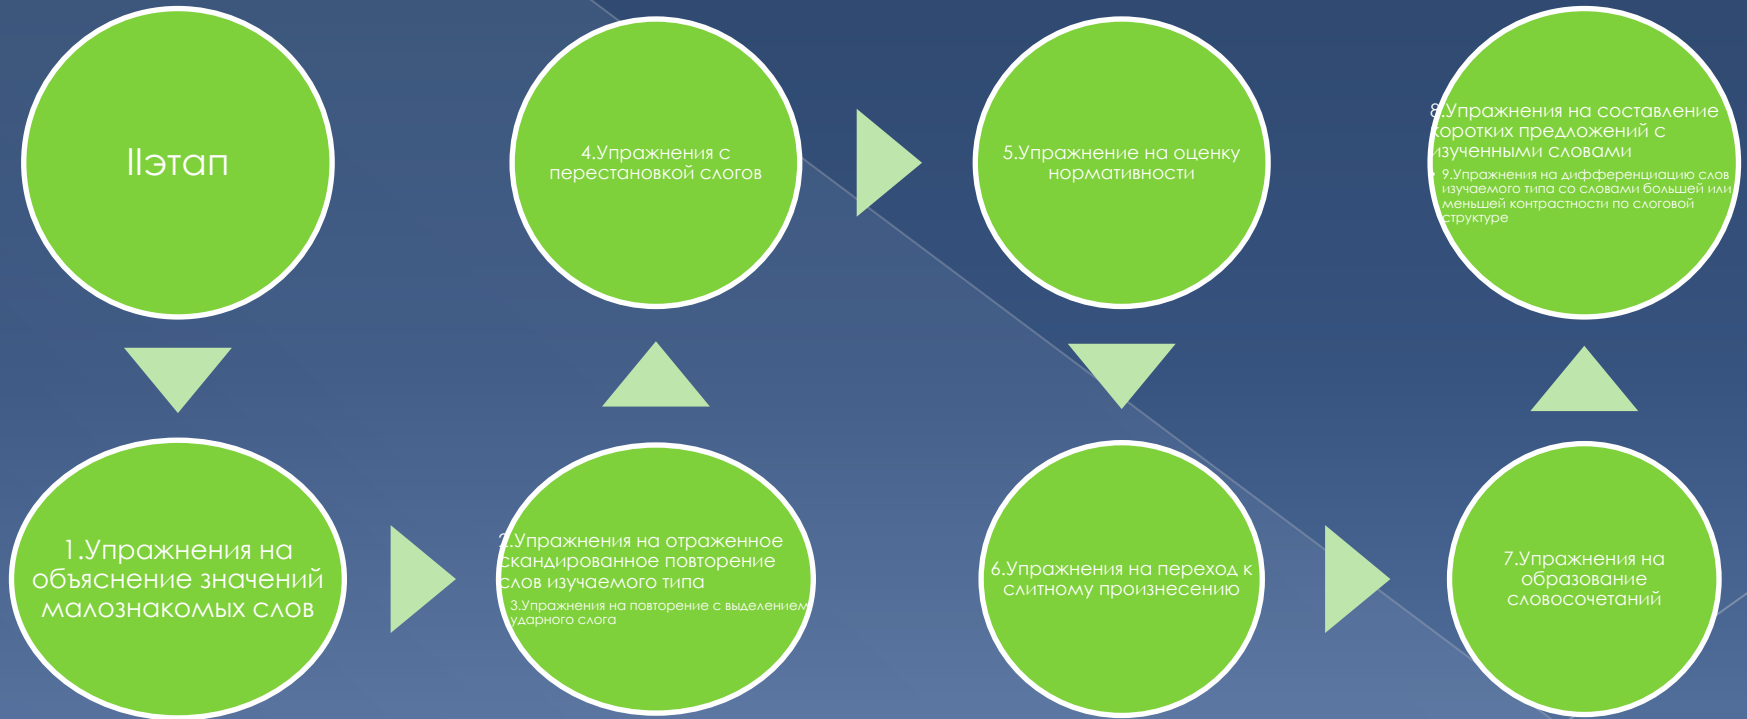 IIэтап
1.Упражнения на
объяснение значений
малознакомых слов
2.Упражнения на отраженное
скандированное повторение
слов изучаемого типа
3.Упражнения на повторение с выделением
ударного слога
4.Упражнения с
перестановкой слогов
5.Упражнение на оценку
нормативности
6.Упражнения на переход к
слитному произнесению
7.Упражнения на
образование
словосочетаний
8.Упражнения на составление
коротких предложений с
изученными словами
• 9.Упражнения на дифференциацию слов
изучаемого типа со словами большей или
меньшей контрастности по слоговой
структуре